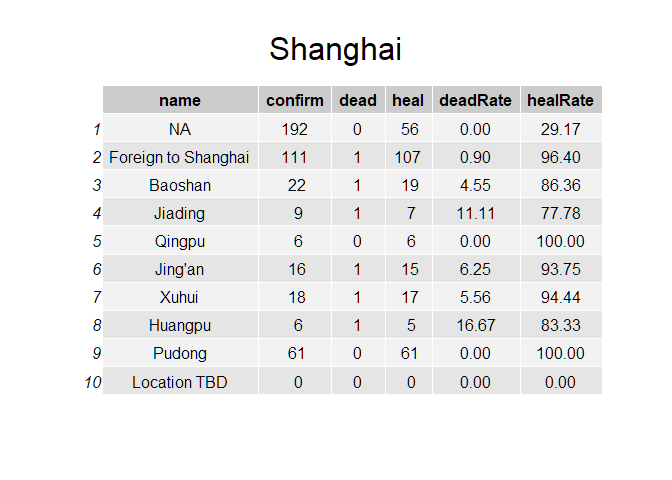 Shanghai
name confirm dead heal deadRate healRate
1 NA 192 0 56 0.00 29.17
2 Foreign to Shanghai 111 1 107 0.90 96.40
3 Baoshan 22 1 19 4.55 86.36
4 Jiading 9 1 7 11.11 77.78
5 Qingpu 6 0 6 0.00 100.00
6 Jing'an 16 1 15 6.25 93.75
7 Xuhui 18 1 17 5.56 94.44
8 Huangpu 6 1 5 16.67 83.33
9 Pudong 61 0 61 0.00 100.00
10 Location TBD 0 0 0 0.00 0.00